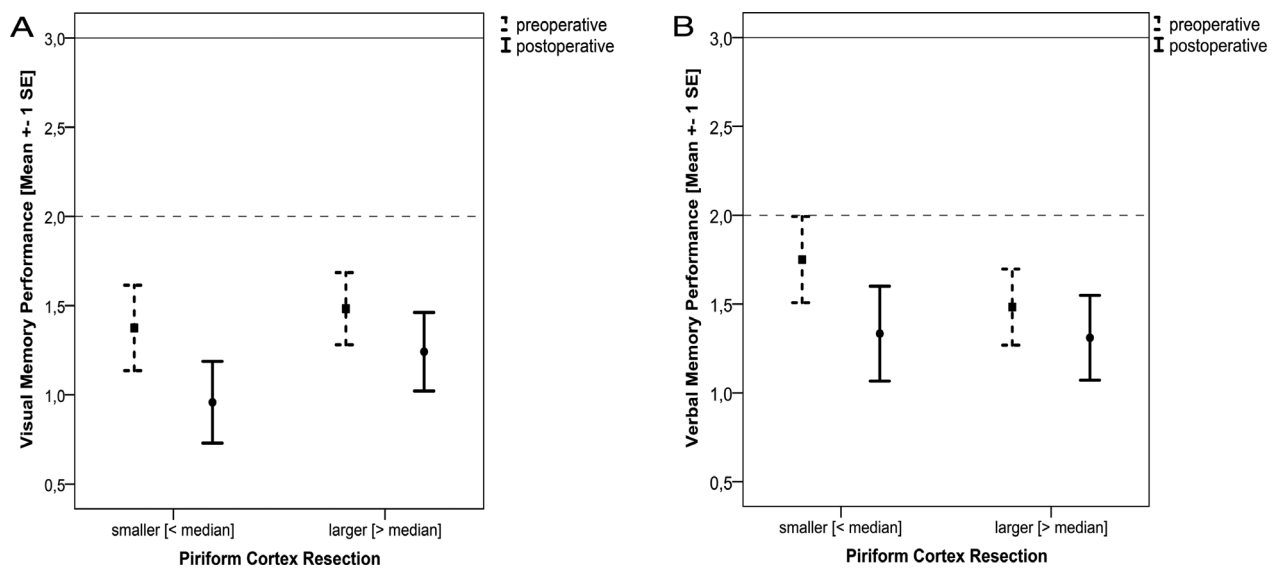 A
preoperative
postoperative
Visual Memory Performance [Mean +- 1 SE]
3,0
2,5
2,0
1,5
1,0
0,5
smaller [< median]
larger [> median]
Piriform Cortex Resection
B
preoperative
postoperative
Verbal Memory Performance [Mean +- 1 SE]
3,0
2,5
2,0
1,5
1,0
0,5
smaller [< median]
larger [> median]
Piriform Cortex Resection